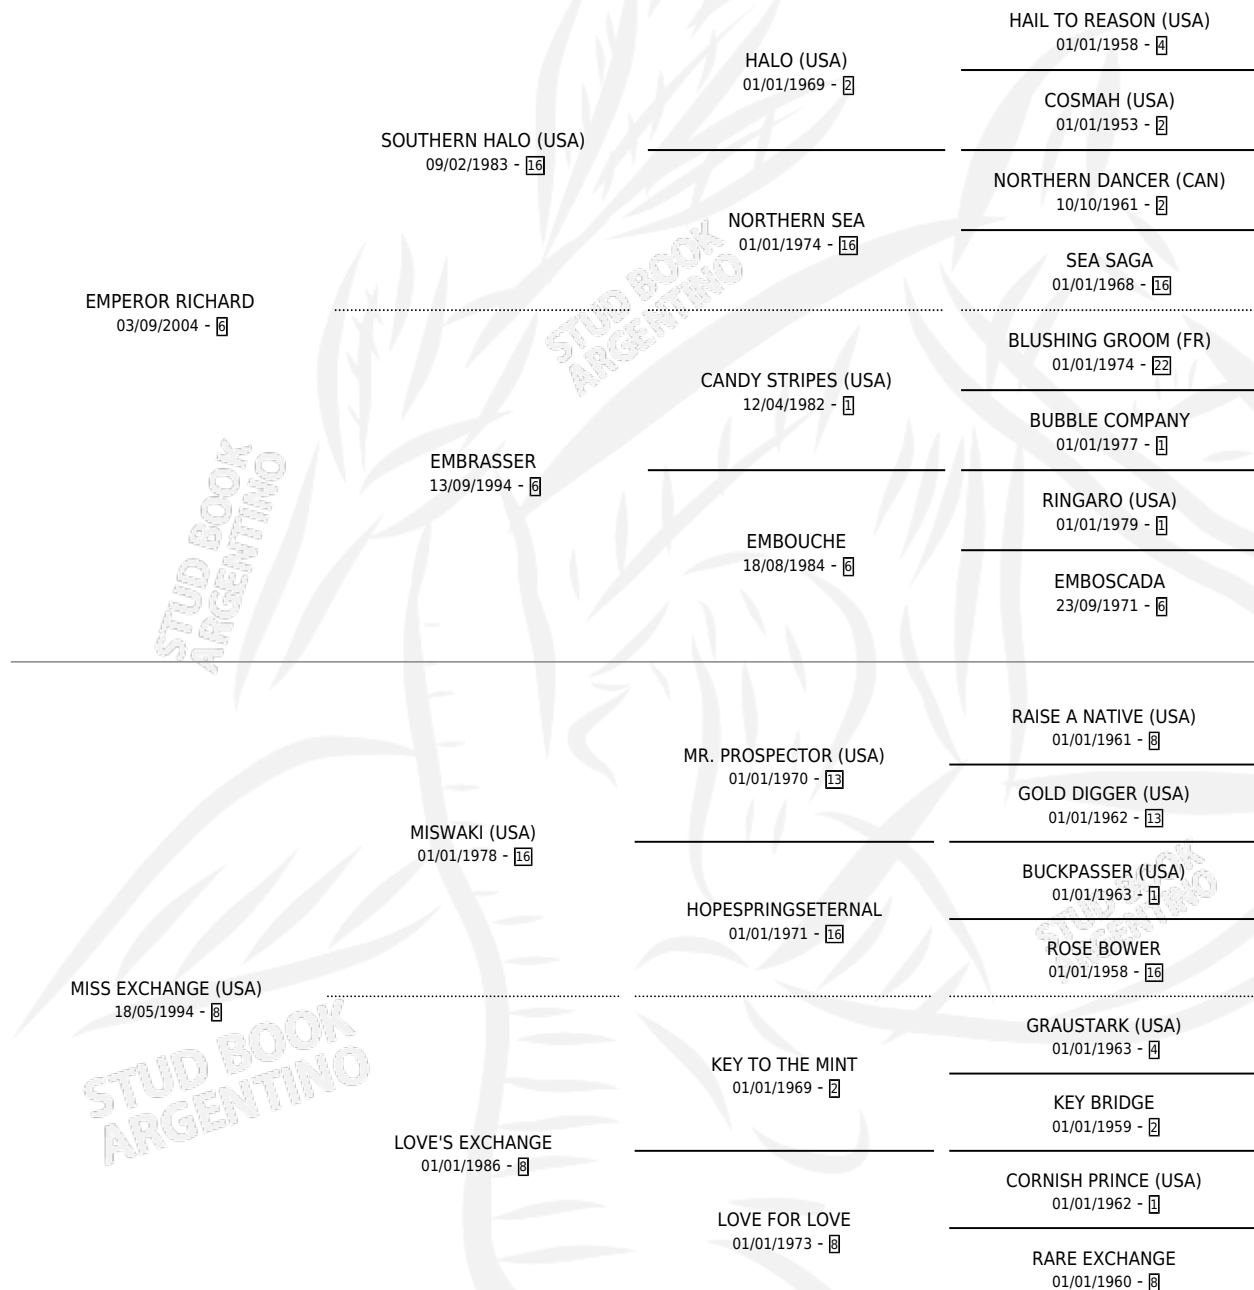 HAIL TO REASON (USA)
01/01/1958 - 4
HALO (USA)
01/01/1969 - 2
COSMAH (USA)
01/01/1953 - 2
SOUTHERN HALO (USA)
09/02/1983 - 16
NORTHERN DANCER (CAN)
10/10/1961 - 2
NORTHERN SEA
01/01/1974 - 16
SEA SAGA
01/01/1968 - 16
EMPEROR RICHARD
03/09/2004 - 6
STUD BOOK
ARGENTINO
BLUSHING GROOM (FR)
01/01/1974 - 22
CANDY STRIPES (USA)
12/04/1982 - 1
BUBBLE COMPANY
01/01/1977 - 1
EMBRASSER
13/09/1994 - 6
RINGARO (USA)
01/01/1979 - 1
EMBOUCHE
18/08/1984 - 6
EMBOSCADA
23/09/1971 - 6
STUD BOOK
ARGENTINO
RAISE A NATIVE (USA)
01/01/1961 - 8
MR. PROSPECTOR (USA)
01/01/1970 - 13
GOLD DIGGER (USA)
01/01/1962 - 13
MISWAKI (USA)
01/01/1978 - 16
BUCKPASSER (USA)
01/01/1963 - 1
HOPESPRINGSETERNAL
01/01/1971 - 16
ROSE BOWER
01/01/1958 - 16
STUD BOOK
ARGENTINO
MISS EXCHANGE (USA)
18/05/1994 - 8
GRAUSTARK (USA)
01/01/1963 - 4
KEY TO THE MINT
01/01/1969 - 2
KEY BRIDGE
01/01/1959 - 2
STUD BOOK
ARGENTINO
LOVE'S EXCHANGE
01/01/1986 - 8
CORNISH PRINCE (USA)
01/01/1962 - 1
LOVE FOR LOVE
01/01/1973 - 8
RARE EXCHANGE
01/01/1960 - 8